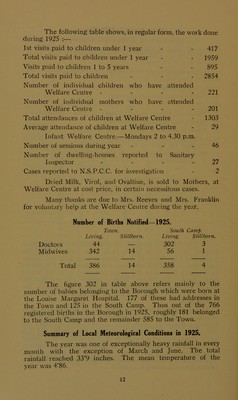 The following table shows, in regular form, the work done
during 1925 :—
1st visits paid to children under 1 year - - 417
Total visits paid to children under 1 year - - 1959
Visits paid to children 1 to 5 years - - 895
Total visits paid to children - - - 2854
Number of individual children who have attended
Welfare Centre - - - - 221
Number of individual mothers who have attended
Welfare Centre - - - - 201
Total attendances of children at Welfare Centre - 1303
Average attendance of children at Welfare Centre - 29
Infant Welfare Centre—Mondays 2 to 4.30 p.m.
Number of sessions during year - - - 46
Number of dwelling-houses reported to Sanitary
Inspector - - - - - 27
Cases reported to N.S.P.C.C. for investigation - 2
Dried Milk, Virol, and Ovaltine, is sold to Mothers, at
Welfare Centre at cost price, in certain necessitous cases.
Many thanks are due to Mrs. Reeves and Mrs. Franklin
for voluntary help at the Welfare Centre during the year.
Number of Births Notified—1925.
Town. South Camp.
Living. Stillborn. Living. Stillborn.
Doctors 44 — 302 3
Midwives 342 14 56 1
Total 386 14 358 4
The figure 302 in table above refers mainly to the
number of babies belonging to the Borough which were born at
the Louise Margaret Hospital. 177 of these had addresses in
the Town and 125 in the South Camp. Thus out of the 766
registered births in the Borough in 1925, roughly 181 belonged
to the South Camp and the remainder 585 to the Town.
Summary of Local Meteorological Conditions in 1925.
The year was one of exceptionally heavy rainfall in every
month with the exception of March and June. The total
rainfall reached 33"9 inches. The mean temperature of the
year was 4°86.
12